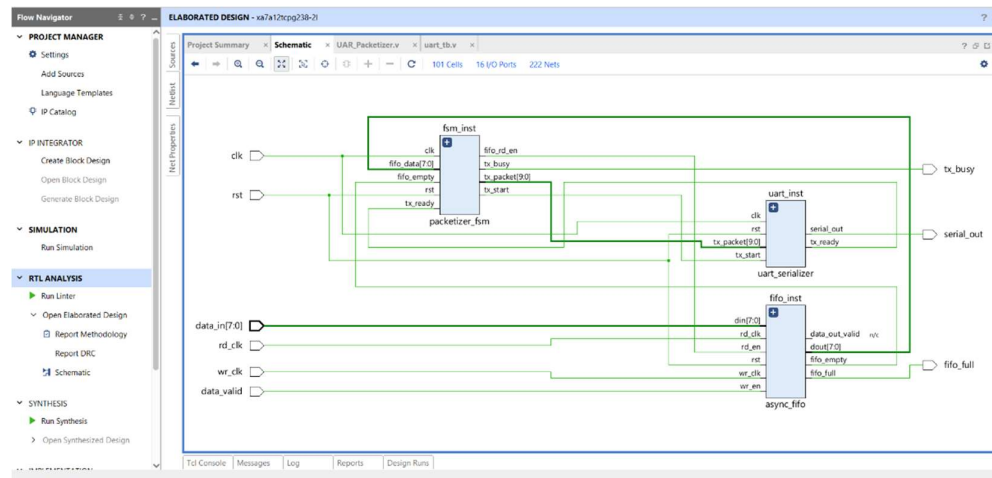 Flow Navigator
PROJECT MANAGER
Settings
Add Sources
Language Templates
IP Catalog
IP INTEGRATOR
Create Block Design
Open Block Design
Generate Block Design
SIMULATION
Run Simulation
RTL ANALYSIS
Run Linter
Open Elaborated Design
Report Methodology
Report DRC
Schematic
SYNTHESIS
Run Synthesis
Open Synthesized Design
ELABORATED DESIGN - xa7a12tcpg238-2I
Sources
Netlist
Net Properties
Project Summary × Schematic × UAR_Packetizer.v × uart_tb.v ×
101 Cells 16 I/O Ports 222 Nets
clk
rst
data_in[7:0]
rd_clk
wr_clk
data_valid
fsm_inst
clk
fifo_data[7:0]
fifo_empty
rst
tx_ready
fifo_rd_en
tx_busy
tx_packet[9:0]
tx_start
packetizer_fsm
uart_inst
clk
rst
tx_packet[9:0]
tx_start
serial_out
tx_ready
uart_serializer
fifo_inst
din[7:0]
rd_clk
rd_en
rst
wr_clk
wr_en
data_out_valid n/c
dout[7:0]
fifo_empty
fifo_full
async_fifo
tx_busy
serial_out
fifo_full
Tcl Console Messages Log Reports Design Runs